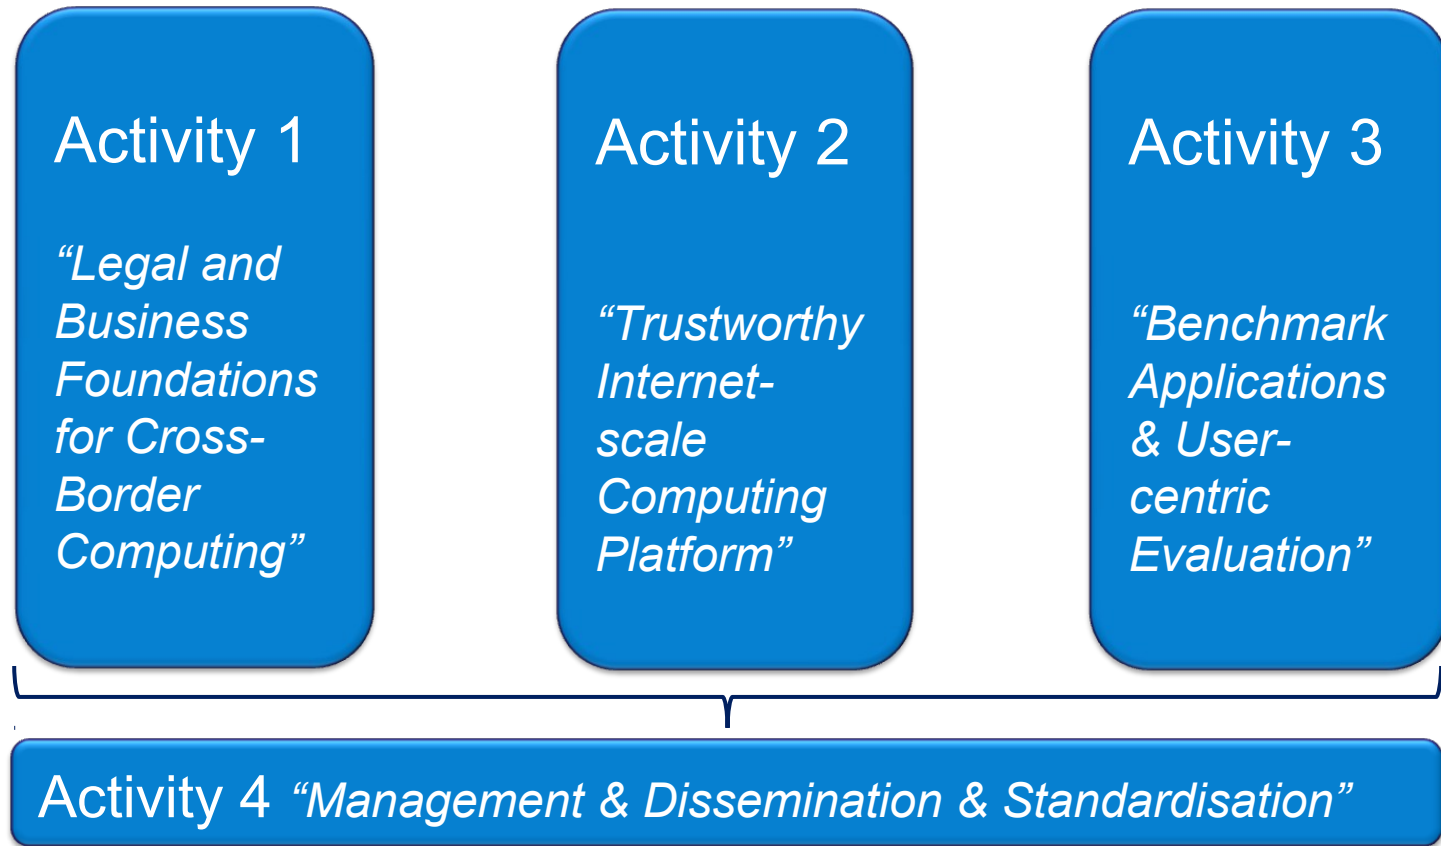 Activity 1
“Legal and
Business
Foundations
for Cross-
Border
Computing”
Activity 2
“Trustworthy
Internet-
scale
Computing
Platform”
Activity 3
“Benchmark
Applications
& User-
centric
Evaluation”
Activity 4 “Management & Dissemination & Standardisation”